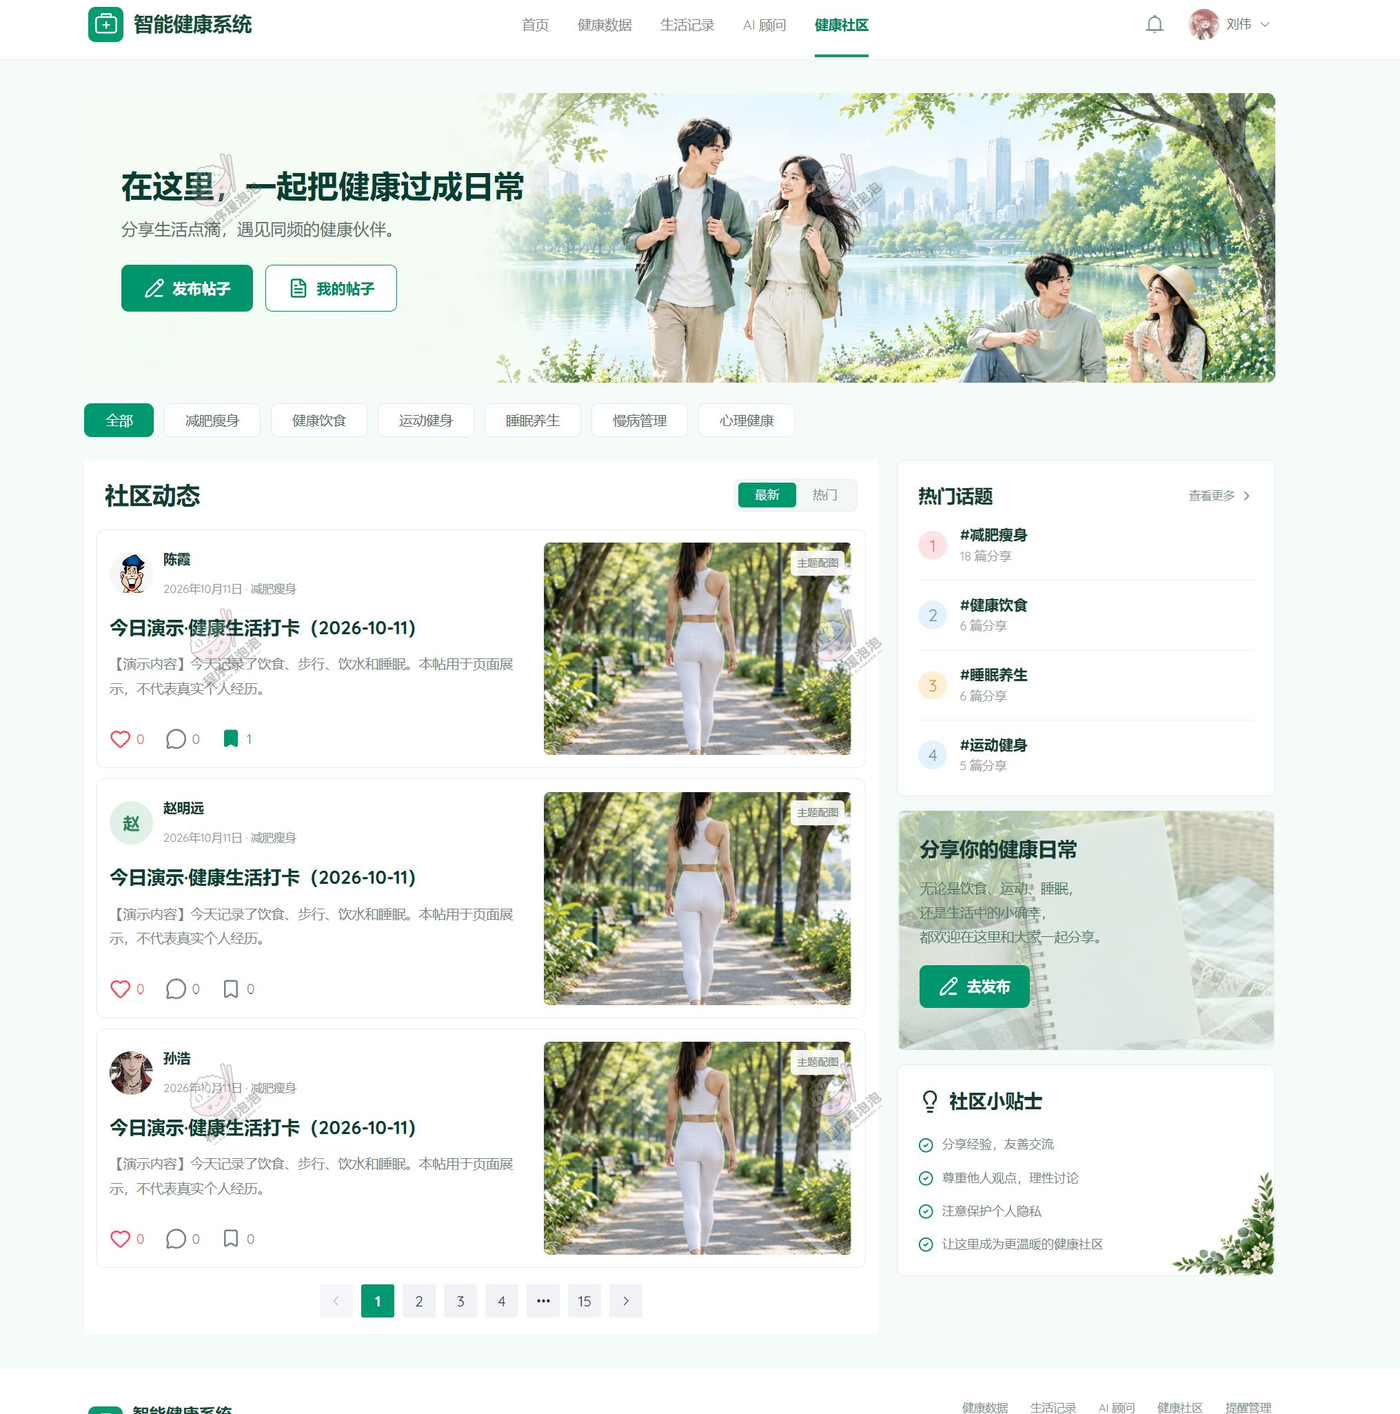 智能健康系统
首页 健康数据 生活记录 AI 顾问 健康社区
刘伟
在这里，一起把健康过成日常
分享生活点滴，遇见同频的健康伙伴。
发布帖子 我的帖子
全部 减肥瘦身 健康饮食 运动健身 睡眠养生 慢病管理 心理健康
社区动态
最新 热门
陈霞
2026年10月11日 · 减肥瘦身
今日演示·健康生活打卡（2026-10-11）
【演示内容】今天记录了饮食、步行、饮水和睡眠。本帖用于页面展
示，不代表真实个人经历。
0 0 1
主题配图
赵
赵明远
2026年10月11日 · 减肥瘦身
今日演示·健康生活打卡（2026-10-11）
【演示内容】今天记录了饮食、步行、饮水和睡眠。本帖用于页面展
示，不代表真实个人经历。
0 0 0
主题配图
孙浩
2026年10月11日 · 减肥瘦身
今日演示·健康生活打卡（2026-10-11）
【演示内容】今天记录了饮食、步行、饮水和睡眠。本帖用于页面展
示，不代表真实个人经历。
0 0 0
主题配图
1 2 3 4 ••• 15
热门话题
查看更多
1 #减肥瘦身
18 篇分享
2 #健康饮食
6 篇分享
3 #睡眠养生
6 篇分享
4 #运动健身
5 篇分享
分享你的健康日常
无论是饮食、运动、睡眠，
还是生活中的小确幸，
都欢迎在这里和大家一起分享。
去发布
社区小贴士
分享经验，友善交流
尊重他人观点，理性讨论
注意保护个人隐私
让这里成为更温暖的健康社区
智能健康系统
健康数据 生活记录 AI 顾问 健康社区 提醒管理